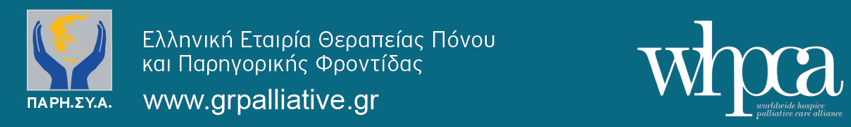 Ελληνική Εταιρία Θεραπείας Πόνου
και Παρηγορικής Φροντίδας
www.grpalliative.gr
ΠΑΡΗ.ΣΥ.Α.
whpca
worldwide hospice
palliative care alliance